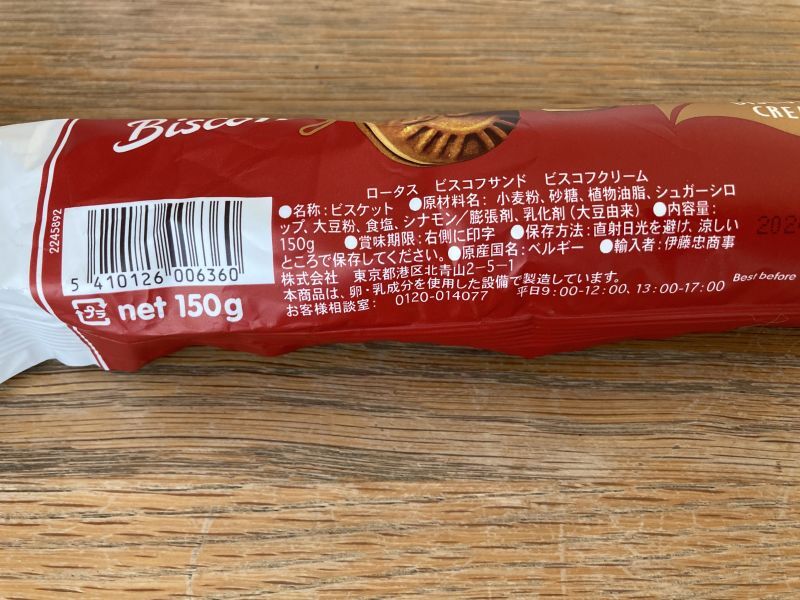 CRE
ロータス ビスコフサンド ビスコフクリーム
●名称：ビスケット ●原材料名：小麦粉、砂糖、植物油脂、シュガーシロ
ップ、大豆粉、食塩、シナモン／膨張剤、乳化剤（大豆由来） ●内容量：
150g ●賞味期限：右側に印字 ●保存方法：直射日光を避け、涼しい
ところで保存してください。●原産国名：ベルギー ●輸入者：伊藤忠商事
株式会社 東京都港区北青山2-5-1
本商品は、卵・乳成分を使用した設備で製造しています。
お客様相談室： 0120-014077 平日9：00-12：00、13：00-17：00
Best before
2245892
5 410126 006360
プラ
net 150g